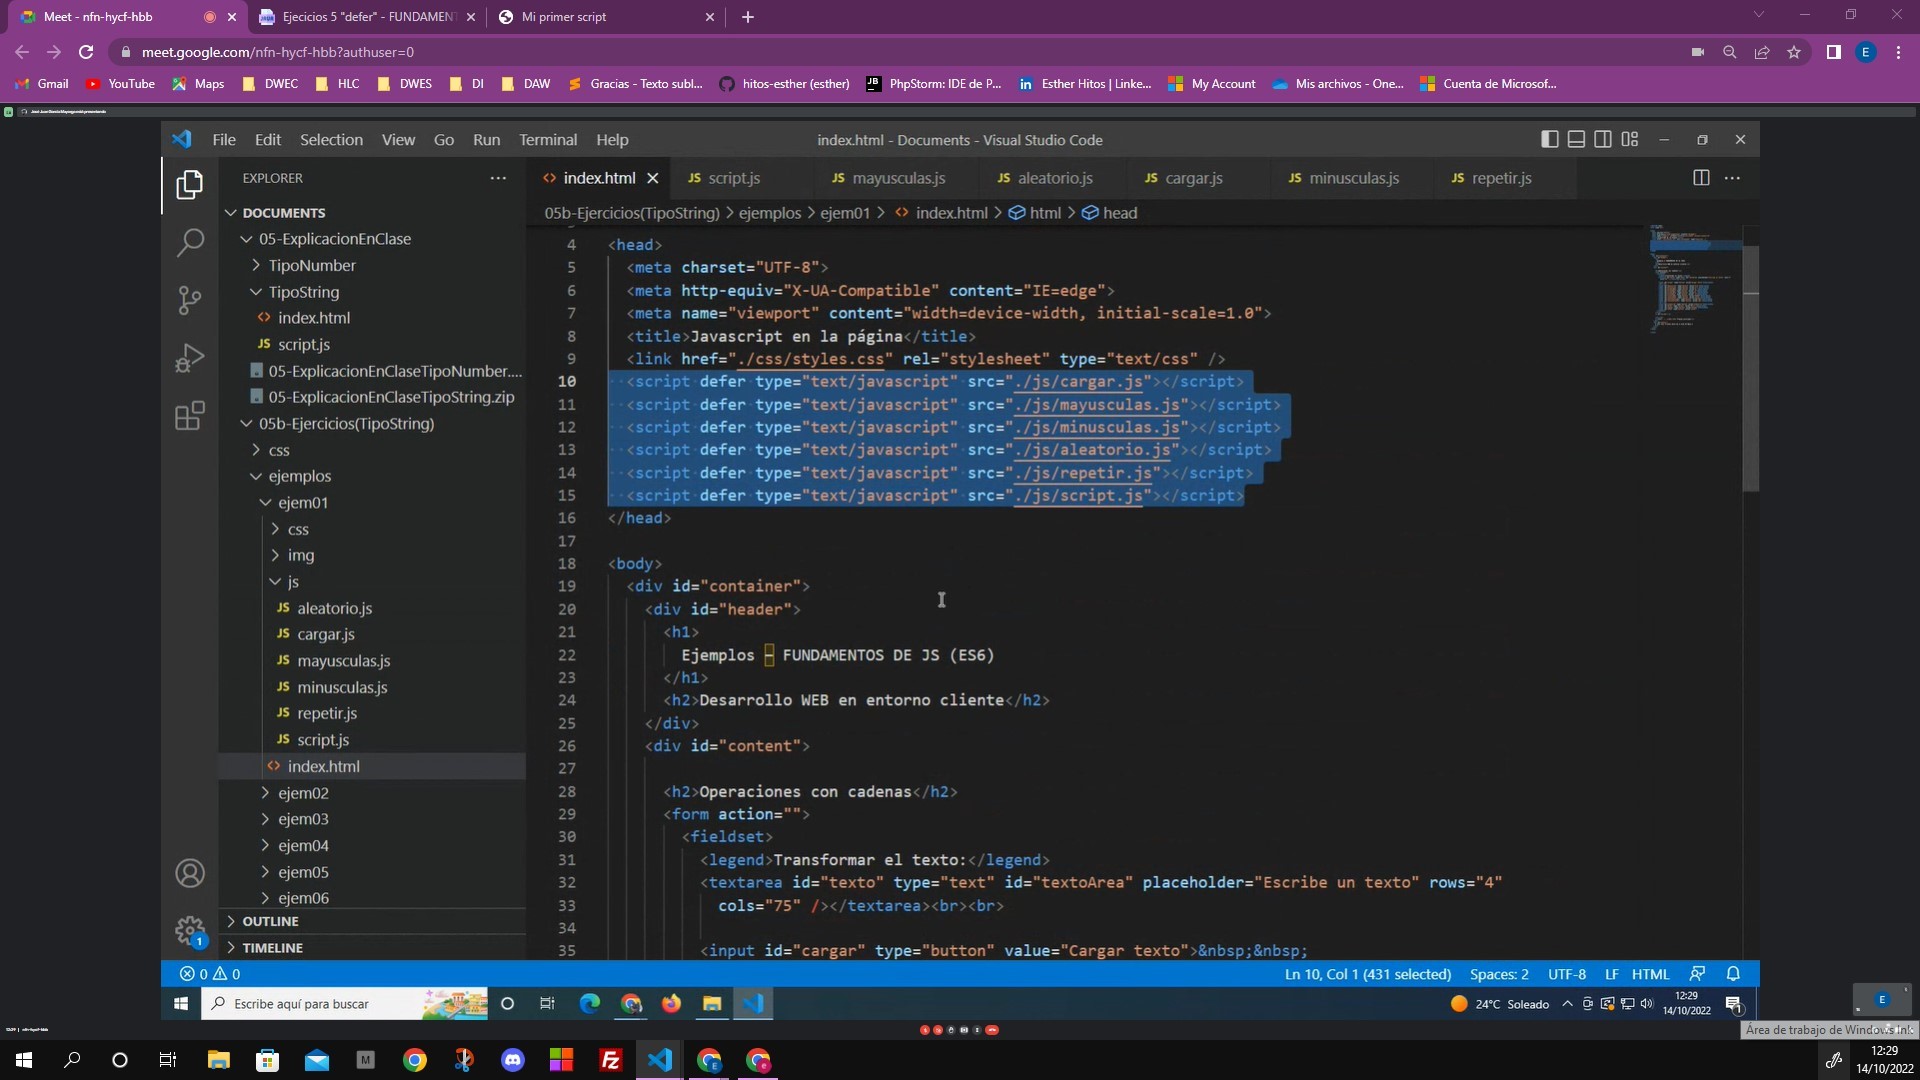 Meet - nfn-hycf-hbb
Ejecicios 5 "defer" - FUNDAMENT
Mi primer script
meet.google.com/nfn-hycf-hbb?authuser=0
E
Gmail
YouTube
Maps
DWEC
HLC
DWES
DI
DAW
Gracias - Texto subl...
hitos-esther (esther)
PhpStorm: IDE de P...
Esther Hitos | Linke...
My Account
Mis archivos - One...
Cuenta de Microsof...
File Edit Selection View Go Run Terminal Help
index.html - Documents - Visual Studio Code
EXPLORER
DOCUMENTS
05-ExplicacionEnClase
TipoNumber
TipoString
index.html
JS script.js
05-ExplicacionEnClaseTipoNumber....
05-ExplicacionEnClaseTipoString.zip
05b-Ejercicios(TipoString)
css
ejemplos
ejem01
css
img
js
JS aleatorio.js
JS cargar.js
JS mayusculas.js
JS minusculas.js
JS repetir.js
JS script.js
index.html
ejem02
ejem03
ejem04
ejem05
ejem06
OUTLINE
TIMELINE
1
index.html
JS script.js
JS mayusculas.js
JS aleatorio.js
JS cargar.js
JS minusculas.js
JS repetir.js
05b-Ejercicios(TipoString) > ejemplos > ejem01 > index.html > html > head
4 <head>
5 <meta charset="UTF-8">
6 <meta http-equiv="X-UA-Compatible" content="IE=edge">
7 <meta name="viewport" content="width=device-width, initial-scale=1.0">
8 <title>Javascript en la página</title>
9 <link href="./css/styles.css" rel="stylesheet" type="text/css" />
10 <script defer type="text/javascript" src="./js/cargar.js"></script>
11 <script defer type="text/javascript" src="./js/mayusculas.js"></script>
12 <script defer type="text/javascript" src="./js/minusculas.js"></script>
13 <script defer type="text/javascript" src="./js/aleatorio.js"></script>
14 <script defer type="text/javascript" src="./js/repetir.js"></script>
15 <script defer type="text/javascript" src="./js/script.js"></script>
16 </head>
17
18 <body>
19 <div id="container">
20 <div id="header">
21 <h1>
22 Ejemplos – FUNDAMENTOS DE JS (ES6)
23 </h1>
24 <h2>Desarrollo WEB en entorno cliente</h2>
25 </div>
26 <div id="content">
27
28 <h2>Operaciones con cadenas</h2>
29 <form action="">
30 <fieldset>
31 <legend>Transformar el texto:</legend>
32 <textarea id="texto" type="text" id="textoArea" placeholder="Escribe un texto" rows="4"
33 cols="75" /></textarea><br><br>
34
35 <input id="cargar" type="button" value="Cargar texto">&nbsp;&nbsp;
0 0
Ln 10, Col 1 (431 selected) Spaces: 2 UTF-8 LF HTML
Escribe aquí para buscar
24°C Soleado
12:29
14/10/2022
E
Área de trabajo de Windows Ink
12:29
14/10/2022